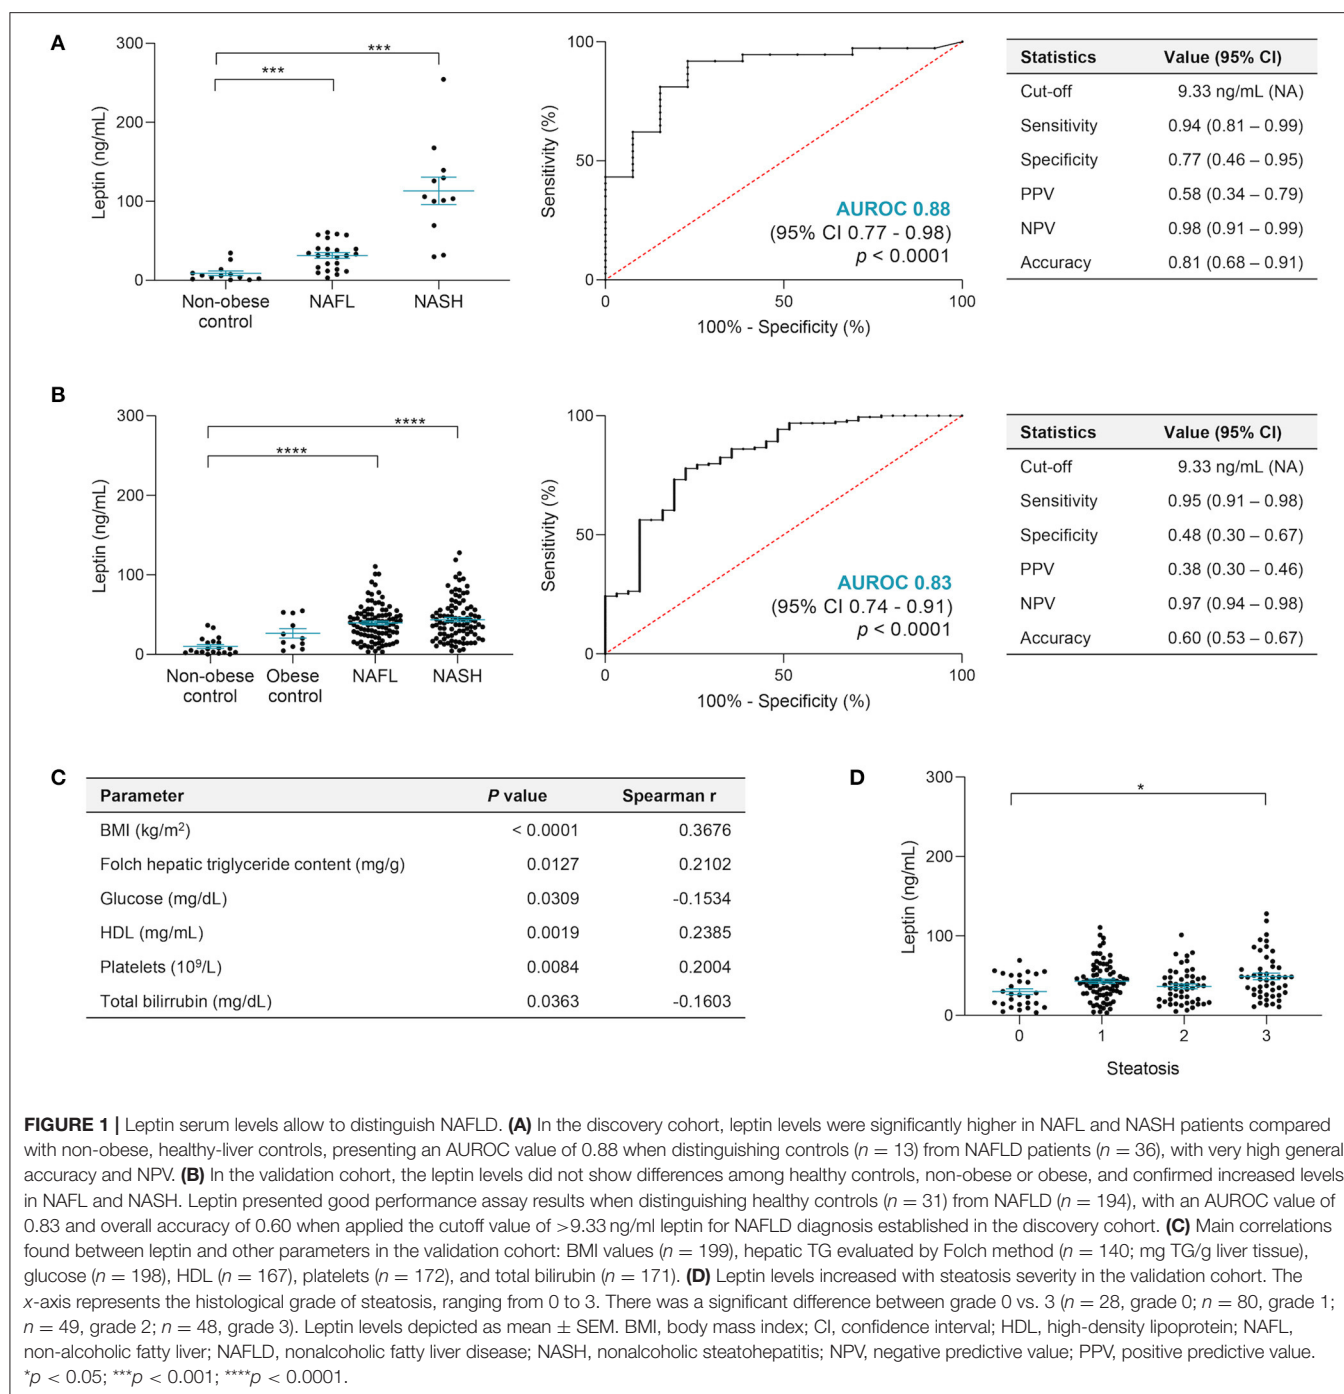 A
300
200
100
0
Leptin (ng/mL)
***
***
Non-obese control
NAFL
NASH
100
50
0
Sensitivity (%)
0
50
100
100% - Specificity (%)
AUROC 0.88
(95% CI 0.77 - 0.98)
p < 0.0001
Statistics Value (95% CI)
Cut-off 9.33 ng/mL (NA)
Sensitivity 0.94 (0.81 – 0.99)
Specificity 0.77 (0.46 – 0.95)
PPV 0.58 (0.34 – 0.79)
NPV 0.98 (0.91 – 0.99)
Accuracy 0.81 (0.68 – 0.91)
B
300
200
100
0
Leptin (ng/mL)
****
****
Non-obese control
Obese control
NAFL
NASH
100
50
0
Sensitivity (%)
0
50
100
100% - Specificity (%)
AUROC 0.83
(95% CI 0.74 - 0.91)
p < 0.0001
Statistics Value (95% CI)
Cut-off 9.33 ng/mL (NA)
Sensitivity 0.95 (0.91 – 0.98)
Specificity 0.48 (0.30 – 0.67)
PPV 0.38 (0.30 – 0.46)
NPV 0.97 (0.94 – 0.98)
Accuracy 0.60 (0.53 – 0.67)
C
Parameter P value Spearman r
BMI (kg/m²) < 0.0001 0.3676
Folch hepatic triglyceride content (mg/g) 0.0127 0.2102
Glucose (mg/dL) 0.0309 -0.1534
HDL (mg/mL) 0.0019 0.2385
Platelets (10⁹/L) 0.0084 0.2004
Total bilirrubin (mg/dL) 0.0363 -0.1603
D
300
200
100
0
Leptin (ng/mL)
*
0
1
2
3
Steatosis
FIGURE 1 | Leptin serum levels allow to distinguish NAFLD. (A) In the discovery cohort, leptin levels were significantly higher in NAFL and NASH patients compared
with non-obese, healthy-liver controls, presenting an AUROC value of 0.88 when distinguishing controls (n = 13) from NAFLD patients (n = 36), with very high general
accuracy and NPV. (B) In the validation cohort, the leptin levels did not show differences among healthy controls, non-obese or obese, and confirmed increased levels
in NAFL and NASH. Leptin presented good performance assay results when distinguishing healthy controls (n = 31) from NAFLD (n = 194), with an AUROC value of
0.83 and overall accuracy of 0.60 when applied the cutoff value of >9.33 ng/ml leptin for NAFLD diagnosis established in the discovery cohort. (C) Main correlations
found between leptin and other parameters in the validation cohort: BMI values (n = 199), hepatic TG evaluated by Folch method (n = 140; mg TG/g liver tissue),
glucose (n = 198), HDL (n = 167), platelets (n = 172), and total bilirubin (n = 171). (D) Leptin levels increased with steatosis severity in the validation cohort. The
x-axis represents the histological grade of steatosis, ranging from 0 to 3. There was a significant difference between grade 0 vs. 3 (n = 28, grade 0; n = 80, grade 1;
n = 49, grade 2; n = 48, grade 3). Leptin levels depicted as mean ± SEM. BMI, body mass index; CI, confidence interval; HDL, high-density lipoprotein; NAFL,
non-alcoholic fatty liver; NAFLD, nonalcoholic fatty liver disease; NASH, nonalcoholic steatohepatitis; NPV, negative predictive value; PPV, positive predictive value.
*p < 0.05; ***p < 0.001; ****p < 0.0001.